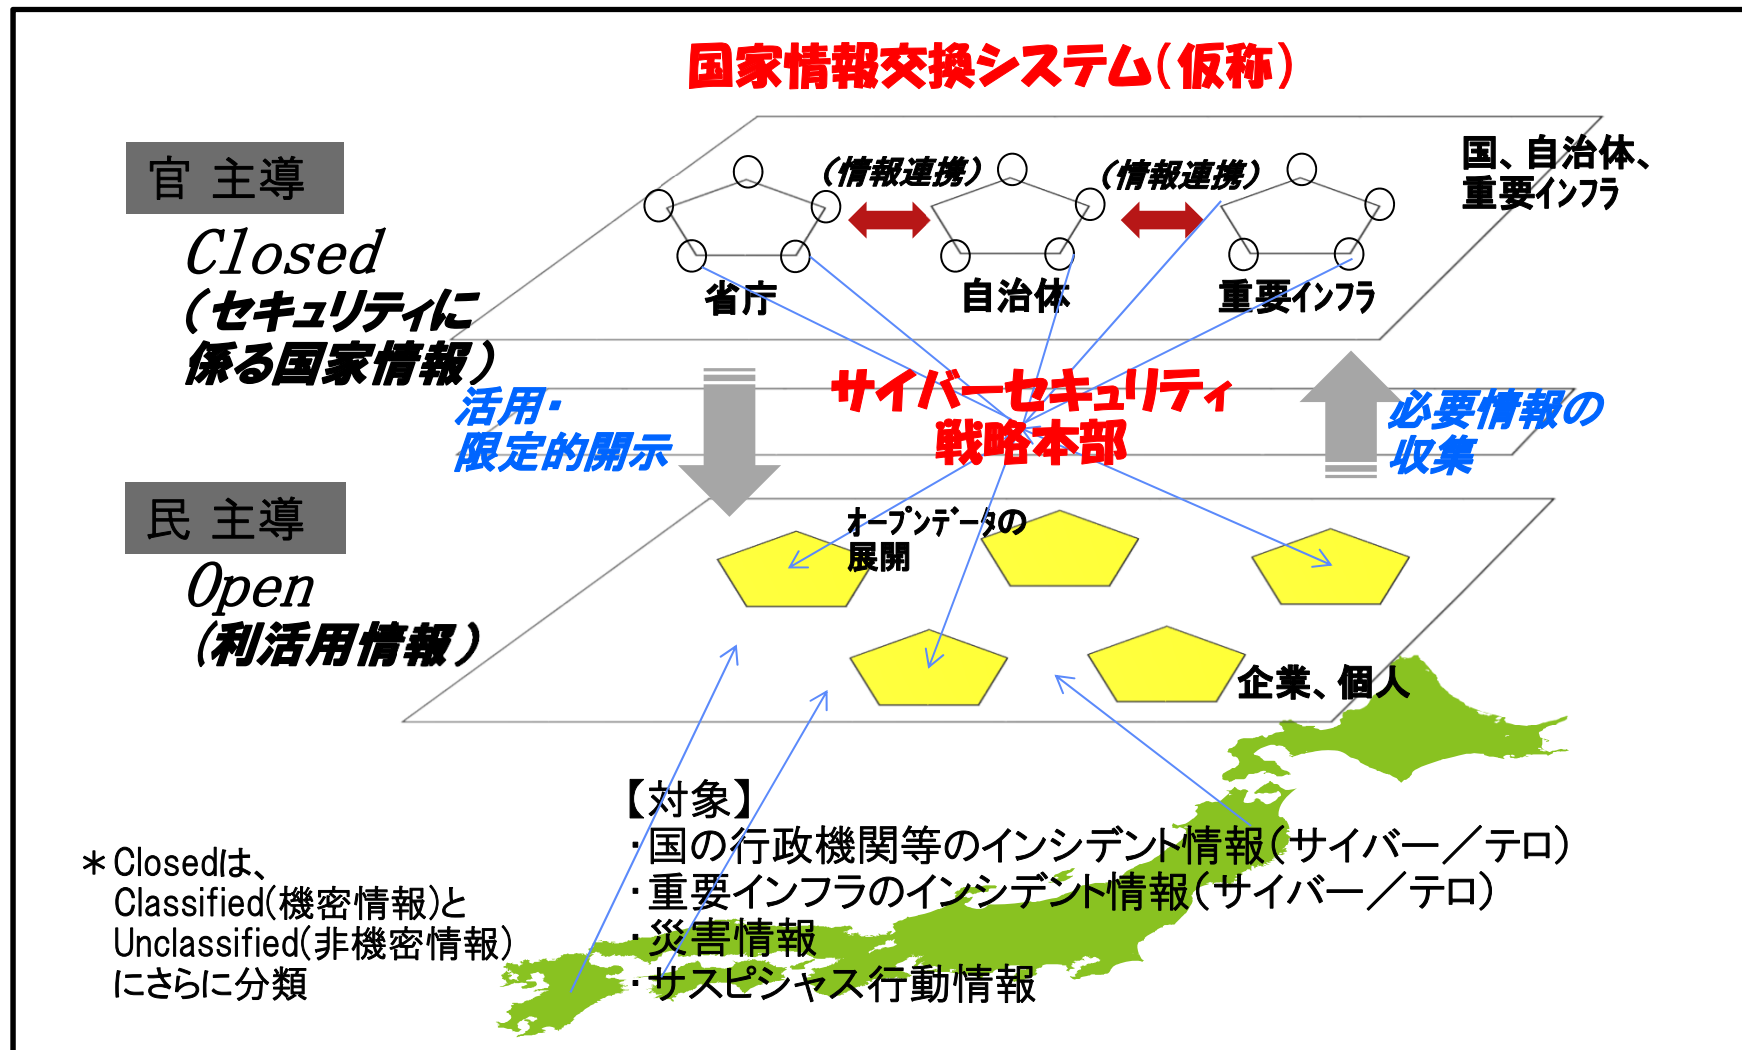 国家情報交換システム(仮称)
官 主導
Closed
(セキュリティに
係る国家情報)
(情報連携)
(情報連携)
国、自治体、
重要インフラ
省庁
自治体
重要インフラ
活用・
限定的開示
サイバーセキュリティ
戦略本部
必要情報の
収集
民 主導
Open
(利活用情報)
オープンデータの
展開
企業、個人
【対象】
・国の行政機関等のインシデント情報(サイバー/テロ)
・重要インフラのインシデント情報(サイバー/テロ)
・災害情報
・サスピシャス行動情報
*Closedは、
Classified(機密情報)と
Unclassified(非機密情報)
にさらに分類